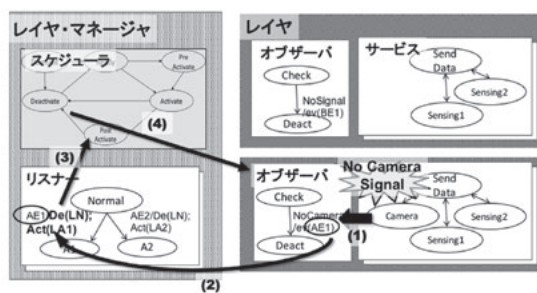 レイヤ・マネージャ
スケジューラ
Pre
Activate
Deactivate
Activate
Post
Activate
(4)
(3)
リスナー
Normal
AE1/De(LN);
Act(LA1)
AE2/De(LN);
Act(LA2)
A1
A2
(2)
レイヤ
オブザーバ
Check
NoSignal
/ev(BE1)
Deact
サービス
Send
Data
Sensing2
Sensing1
オブザーバ
Check
NoCamera
/ev(AE1)
Deact
(1)
No Camera
Signal
Send
Data
Camera
Sensing2
Sensing1